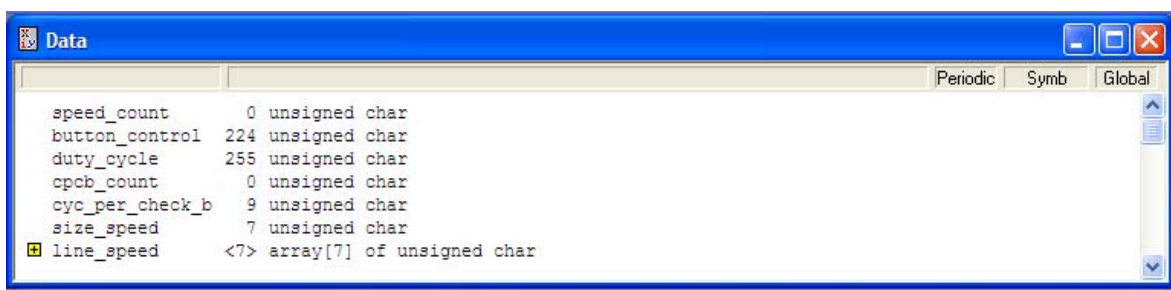 Data
Periodic Symb Global
speed_count 0 unsigned char
button_control 224 unsigned char
duty_cycle 255 unsigned char
cpcb_count 0 unsigned char
cyc_per_check_b 9 unsigned char
size_speed 7 unsigned char
line_speed <7> array[7] of unsigned char